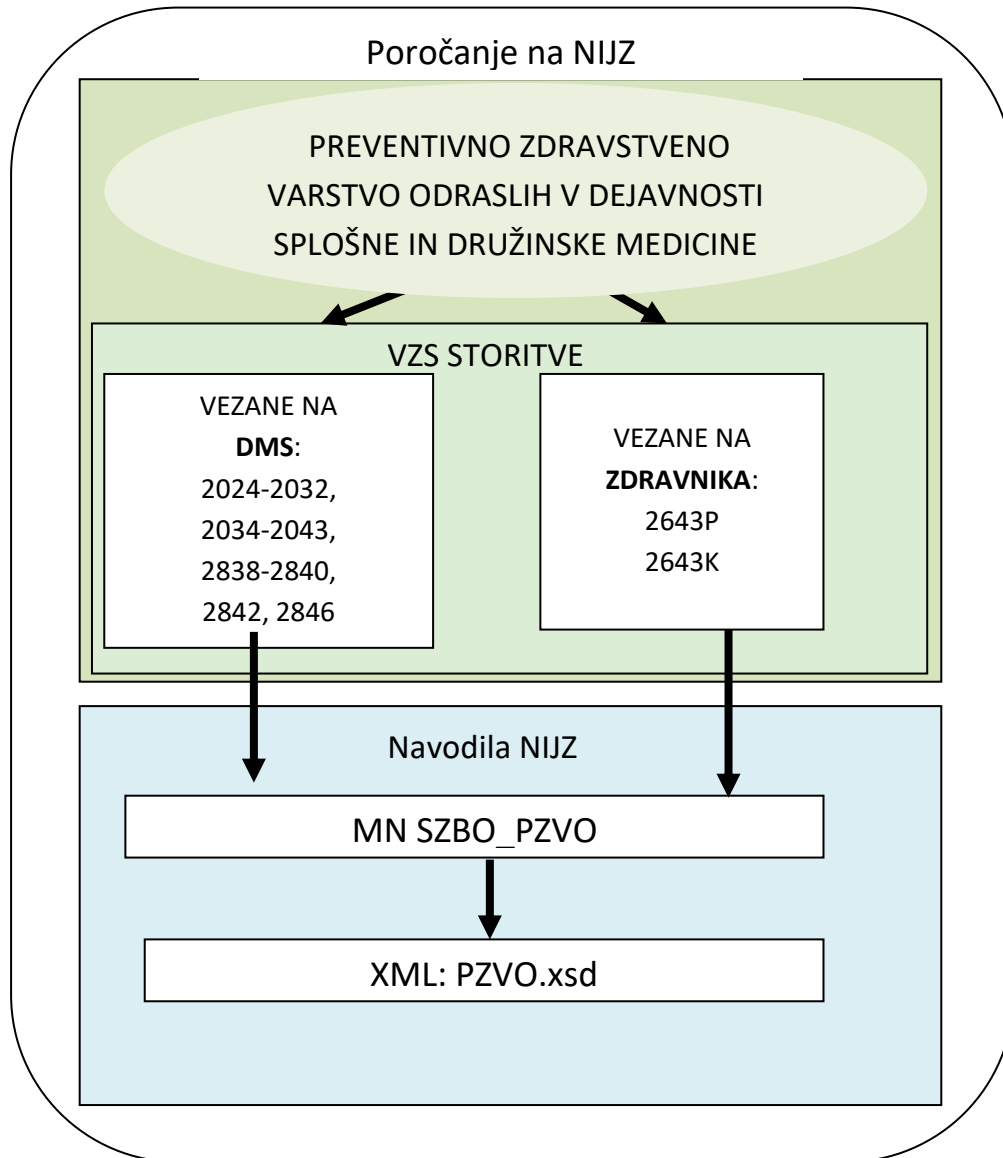 Poročanje na NIJZ
PREVENTIVNO ZDRAVSTVENO
VARSTVO ODRASLIH V DEJAVNOSTI
SPLOŠNE IN DRUŽINSKE MEDICINE
VZS STORITVE
VEZANE NA
DMS:
2024-2032,
2034-2043,
2838-2840,
2842, 2846
VEZANE NA
ZDRAVNIKA:
2643P
2643K
Navodila NIJZ
MN SZBO_PZVO
XML: PZVO.xsd